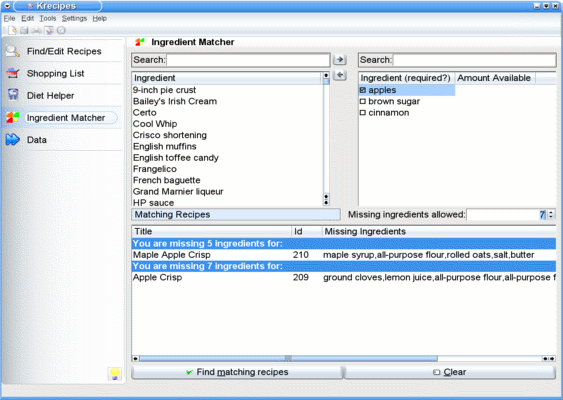 Krecipes
File Edit Tools Settings Help
Find/Edit Recipes
Shopping List
Diet Helper
Ingredient Matcher
Data
Ingredient Matcher
Search:
Ingredient
9-inch pie crust
Bailey's Irish Cream
Certo
Cool Whip
Crisco shortening
English muffins
English toffee candy
Frangelico
French baguette
Grand Marnier liqueur
HP sauce
Search:
Ingredient (required?) Amount Available
apples
brown sugar
cinnamon
Matching Recipes
Missing ingredients allowed: 7
Title Id Missing Ingredients
You are missing 5 ingredients for:
Maple Apple Crisp 210 maple syrup,all-purpose flour,rolled oats,salt,butter
You are missing 7 ingredients for:
Apple Crisp 209 ground cloves,lemon juice,all-purpose flour,all-purpose f
Find matching recipes
Clear